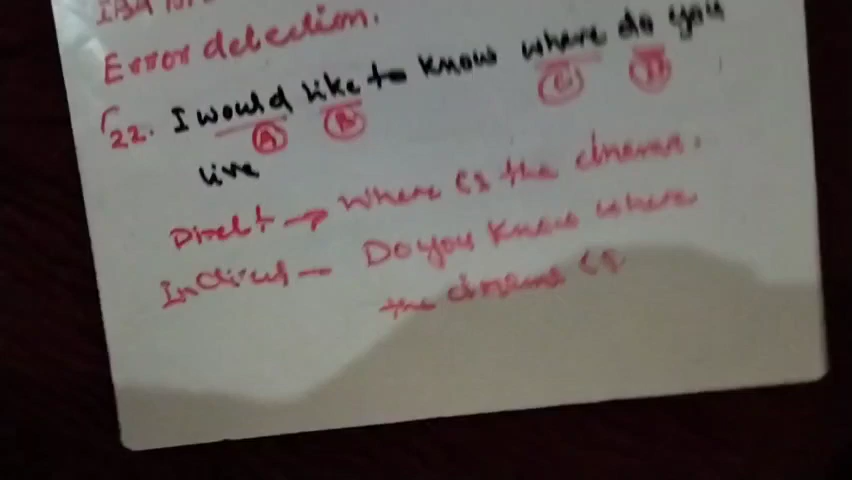 Error detection.
22. I would like to know where do you
A B C D
live
Direct → Where is the cinema.
Indirect — Do you know where
the cinema is